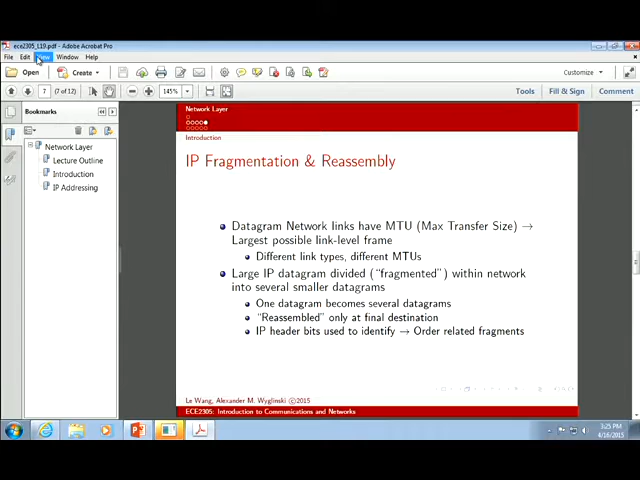 ece2305_L19.pdf - Adobe Acrobat Pro
File Edit View Window Help
Open Create Customize
7 (7 of 12) 145% Tools Fill & Sign Comment
Bookmarks
Network Layer
Lecture Outline
Introduction
IP Addressing
Network Layer
Introduction
IP Fragmentation & Reassembly
Datagram Network links have MTU (Max Transfer Size) →
Largest possible link-level frame
Different link types, different MTUs
Large IP datagram divided (“fragmented”) within network
into several smaller datagrams
One datagram becomes several datagrams
“Reassembled” only at final destination
IP header bits used to identify → Order related fragments
Le Wang, Alexander M. Wyglinski ©2015
ECE2305: Introduction to Communications and Networks
3:25 PM
4/16/2015